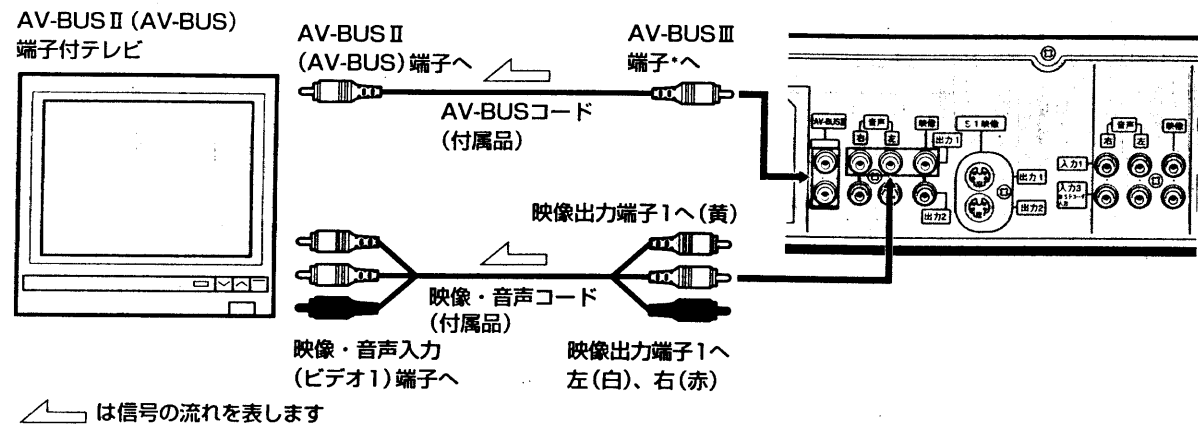 AV-BUSⅡ(AV-BUS)
端子付テレビ
AV-BUSⅡ
(AV-BUS)端子へ
AV-BUSⅢ
端子*へ
AV-BUSコード
(付属品)
映像出力端子1へ(黄)
映像・音声コード
(付属品)
映像・音声入力
(ビデオ1)端子へ
映像出力端子1へ
左(白)、右(赤)
は信号の流れを表します
音声
映像
S1映像
右
左
出力1
出力2
出力1
出力2
音声
映像
右
左
入力1
入力3